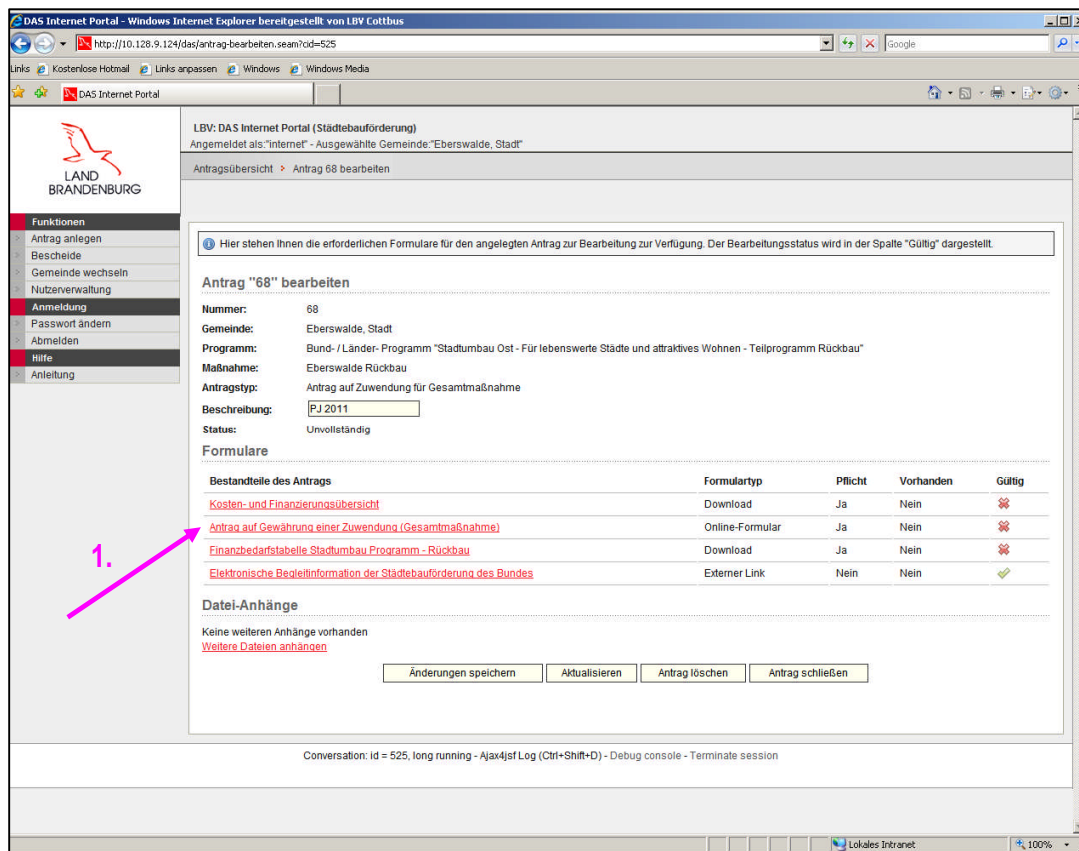 DAS Internet Portal - Windows Internet Explorer bereitgestellt von LBV Cottbus
http://10.128.9.124/das/antrag-bearbeiten.seam?cid=525
Google
Links Kostenlose Hotmail Links anpassen Windows Windows Media
DAS Internet Portal
LAND
BRANDENBURG
LBV: DAS Internet Portal (Städtebauförderung)
Angemeldet als:"internet" - Ausgewählte Gemeinde:"Eberswalde, Stadt"
Antragsübersicht > Antrag 68 bearbeiten
Funktionen
Antrag anlegen
Bescheide
Gemeinde wechseln
Nutzerverwaltung
Anmeldung
Passwort ändern
Abmelden
Hilfe
Anleitung
Hier stehen Ihnen die erforderlichen Formulare für den angelegten Antrag zur Bearbeitung zur Verfügung. Der Bearbeitungsstatus wird in der Spalte "Gültig" dargestellt.
Antrag "68" bearbeiten
Nummer: 68
Gemeinde: Eberswalde, Stadt
Programm: Bund- / Länder- Programm "Stadtumbau Ost - Für lebenswerte Städte und attraktives Wohnen - Teilprogramm Rückbau"
Maßnahme: Eberswalde Rückbau
Antragstyp: Antrag auf Zuwendung für Gesamtmaßnahme
Beschreibung: PJ 2011
Status: Unvollständig
Formulare
Bestandteile des Antrags Formulartyp Pflicht Vorhanden Gültig
Kosten- und Finanzierungsübersicht Download Ja Nein
Antrag auf Gewährung einer Zuwendung (Gesamtmaßnahme) Online-Formular Ja Nein
Finanzbedarfstabelle Stadtumbau Programm - Rückbau Download Ja Nein
Elektronische Begleitinformation der Städtebauförderung des Bundes Externer Link Nein Nein
1.
Datei-Anhänge
Keine weiteren Anhänge vorhanden
Weitere Dateien anhängen
Änderungen speichern Aktualisieren Antrag löschen Antrag schließen
Conversation: id = 525, long running - Ajax4jsf Log (Ctrl+Shift+D) - Debug console - Terminate session
Lokales Intranet 100%